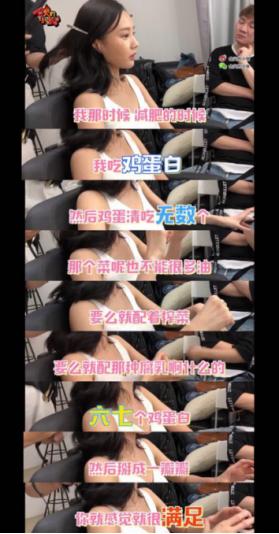 我那时候 减肥的时候
我吃鸡蛋白
然后鸡蛋清吃无数个
那个菜呢也不能很多油
要么就配着榨菜
要么就配那种腐乳啊什么的
六七个鸡蛋白
然后掰成一瓣瓣
你就感觉就很满足